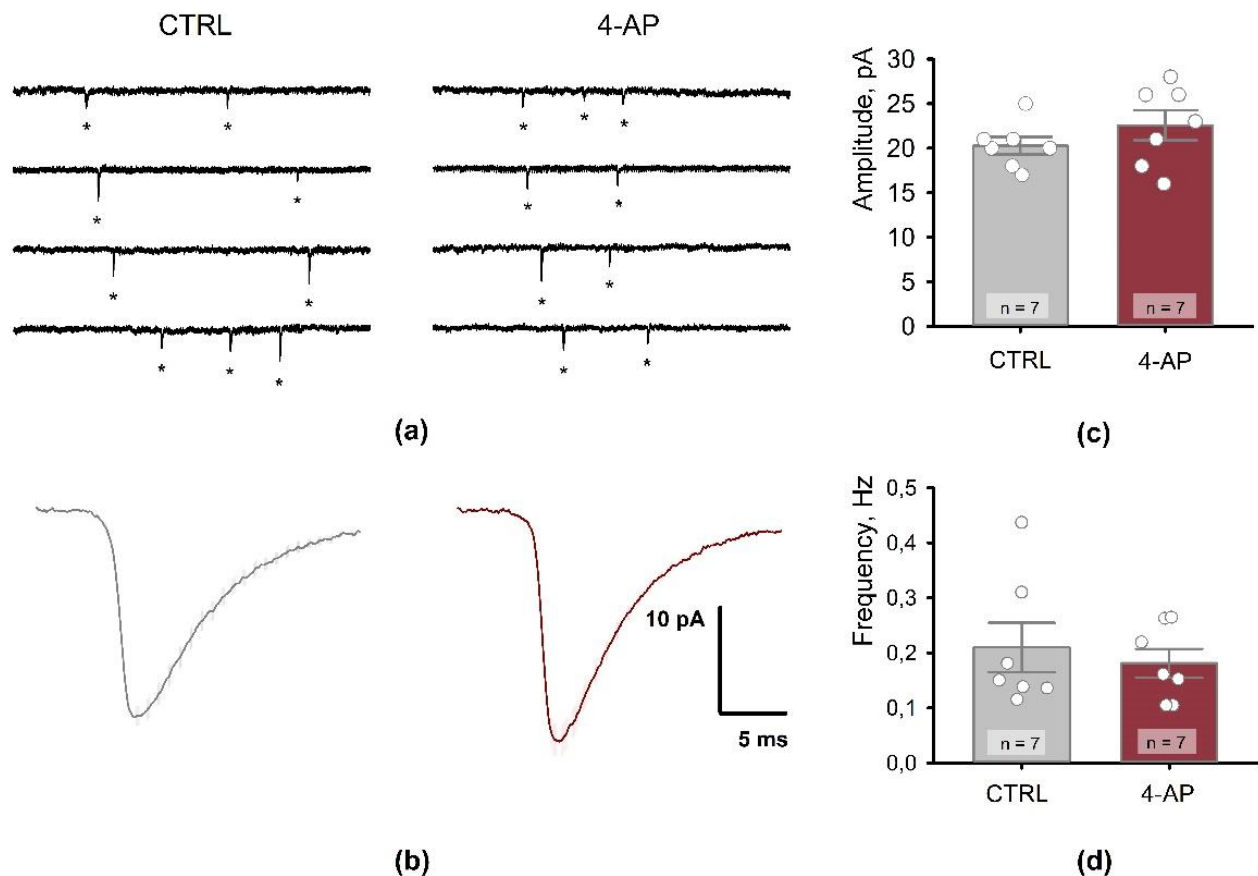 CTRL
4-AP
* * * * *
* * * *
* * * *
* * * * *
(a)
10 pA
5 ms
(b)
Amplitude, pA
30
25
20
15
10
5
0
n = 7
n = 7
CTRL
4-AP
(c)
Frequency, Hz
0,5
0,4
0,3
0,2
0,1
0,0
n = 7
n = 7
CTRL
4-AP
(d)